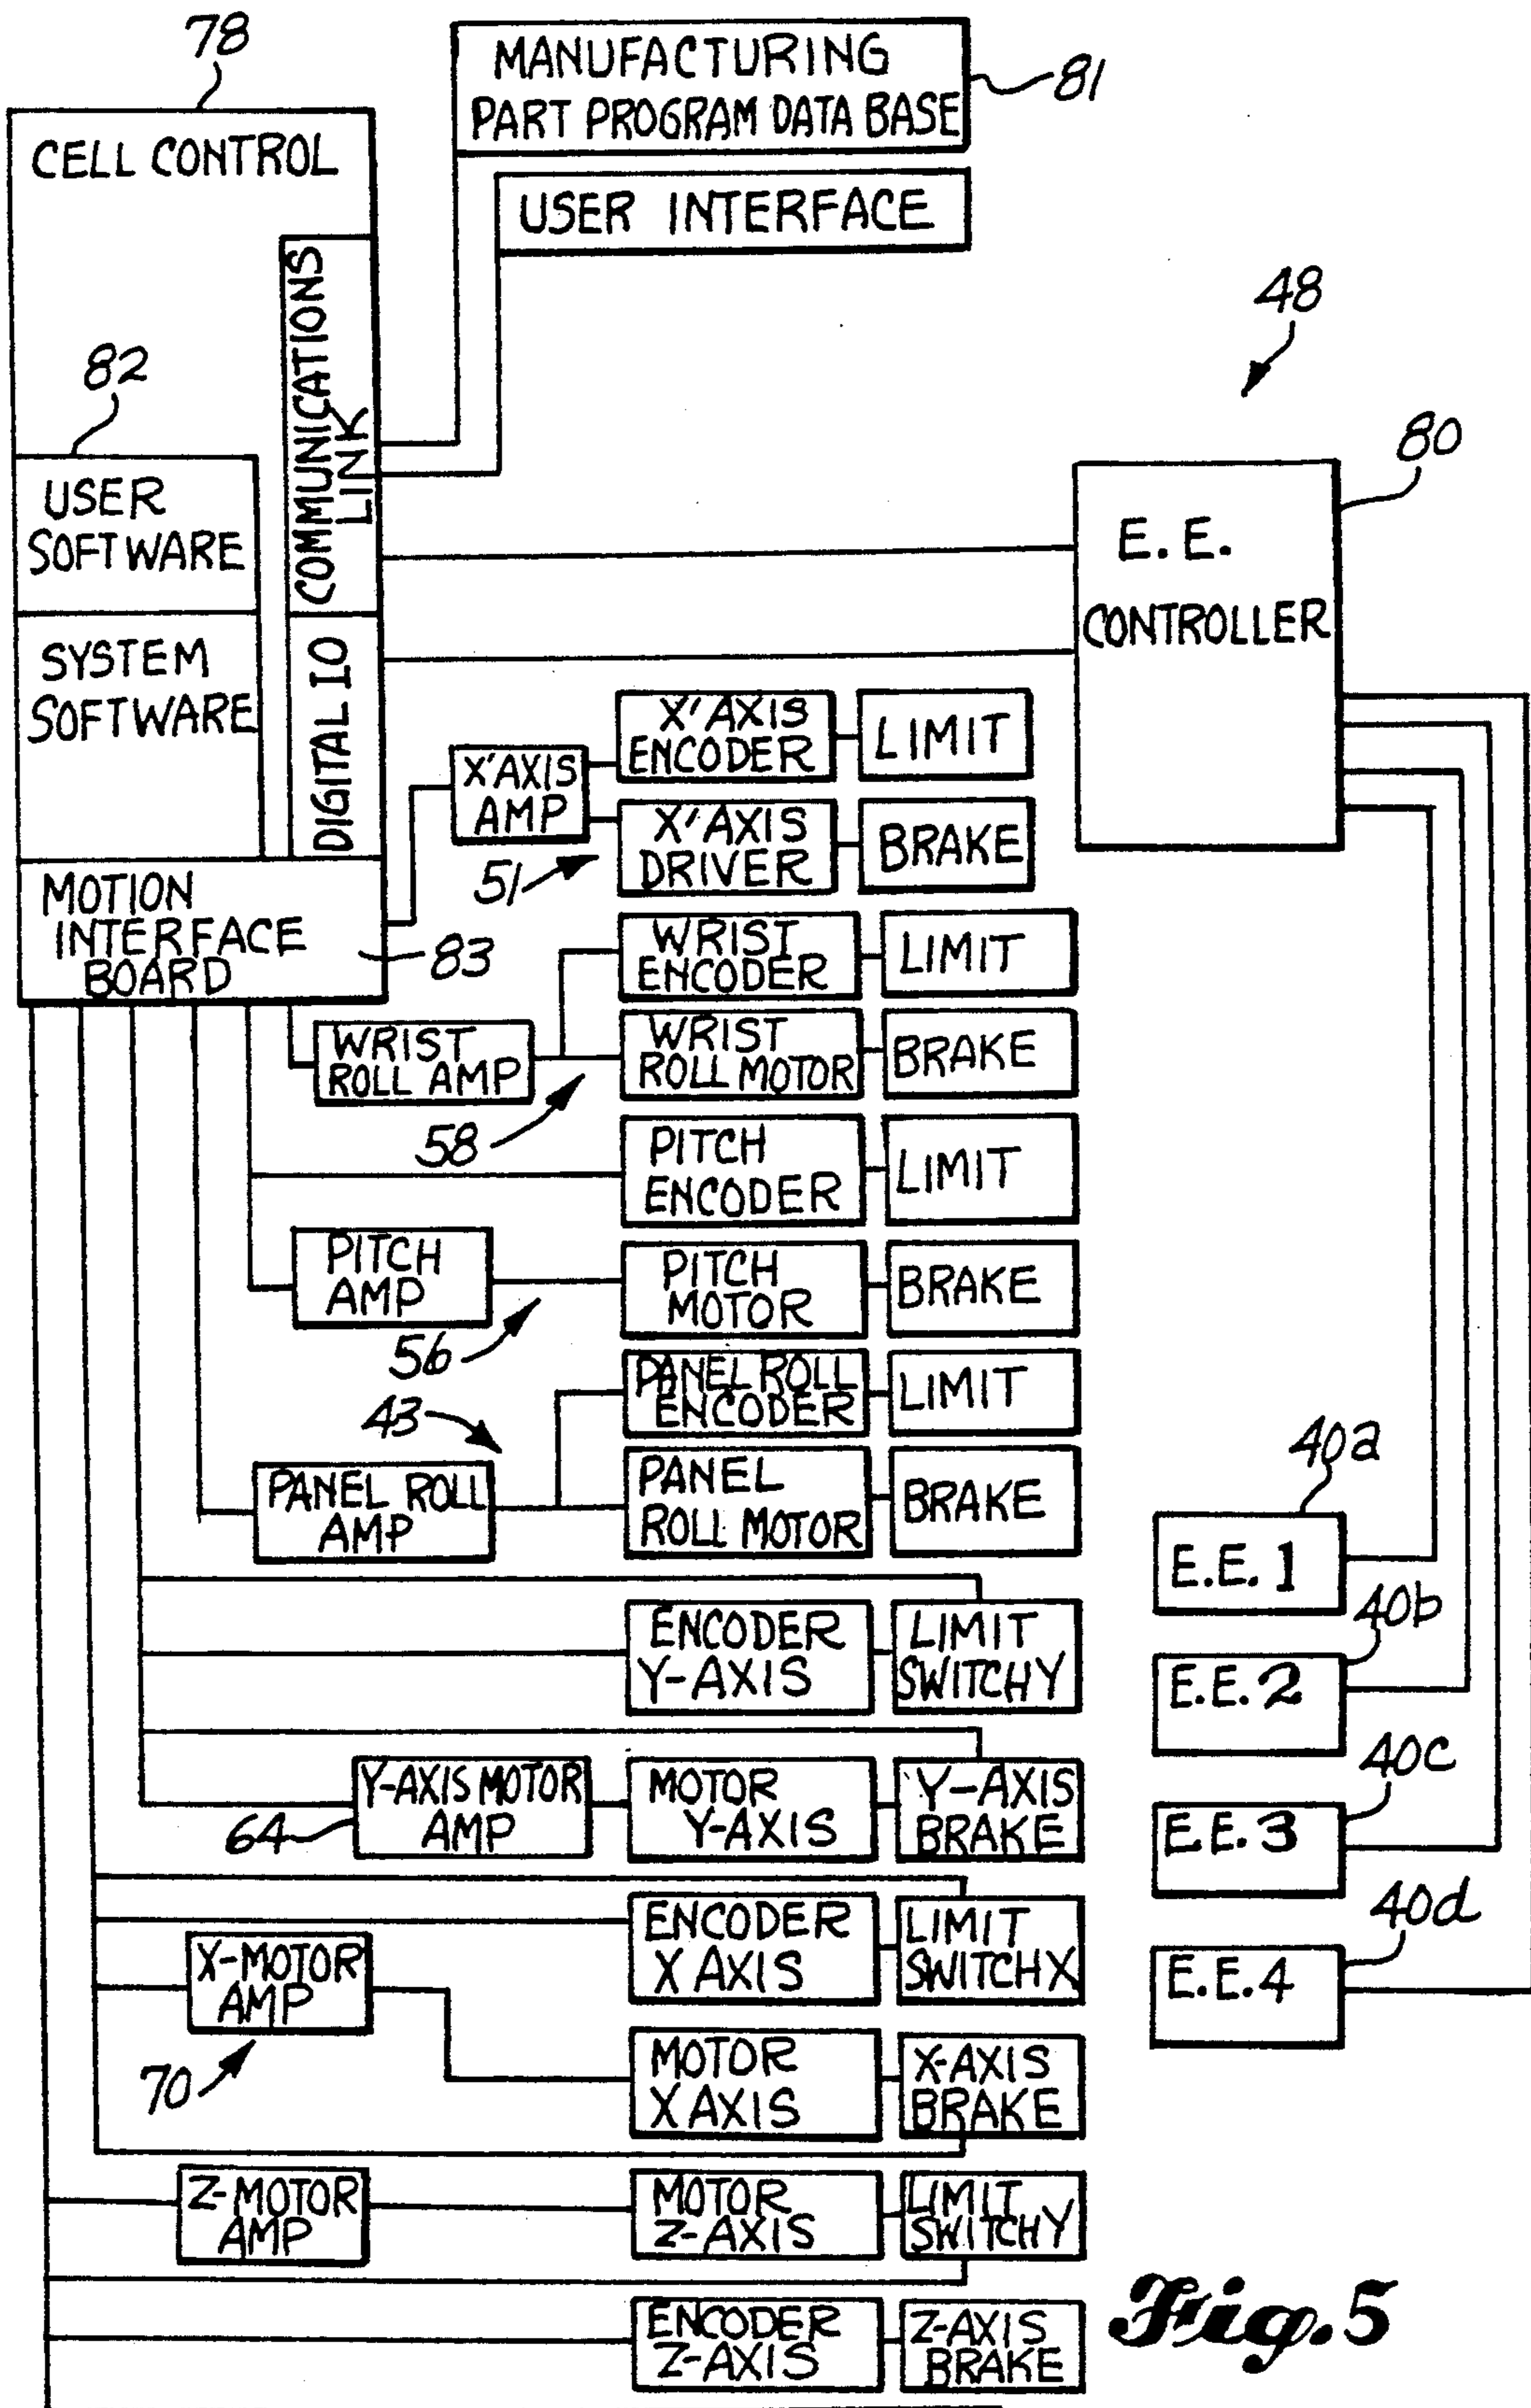 78
MANUFACTURING
PART PROGRAM DATA BASE
81
CELL CONTROL
USER INTERFACE
COMMUNICATIONS
LINK
48
82
80
USER
SOFTWARE
E. E.
CONTROLLER
SYSTEM
SOFTWARE
DIGITAL IO
X'AXIS
AMP
X'AXIS
ENCODER
LIMIT
51
X'AXIS
DRIVER
BRAKE
MOTION
INTERFACE
BOARD
83
WRIST
ENCODER
LIMIT
WRIST
ROLL AMP
WRIST
ROLL MOTOR
BRAKE
58
PITCH
ENCODER
LIMIT
PITCH
AMP
PITCH
MOTOR
BRAKE
56
PANEL ROLL
ENCODER
LIMIT
43
PANEL ROLL
AMP
PANEL
ROLL MOTOR
BRAKE
40a
E.E. 1
ENCODER
Y-AXIS
LIMIT
SWITCHY
40b
E.E. 2
Y-AXIS MOTOR
AMP
64
MOTOR
Y-AXIS
Y-AXIS
BRAKE
40c
E.E. 3
ENCODER
X AXIS
LIMIT
SWITCHX
40d
E.E. 4
X-MOTOR
AMP
70
MOTOR
X AXIS
X-AXIS
BRAKE
Z-MOTOR
AMP
MOTOR
Z-AXIS
LIMIT
SWITCHY
ENCODER
Z-AXIS
Z-AXIS
BRAKE
Fig. 5